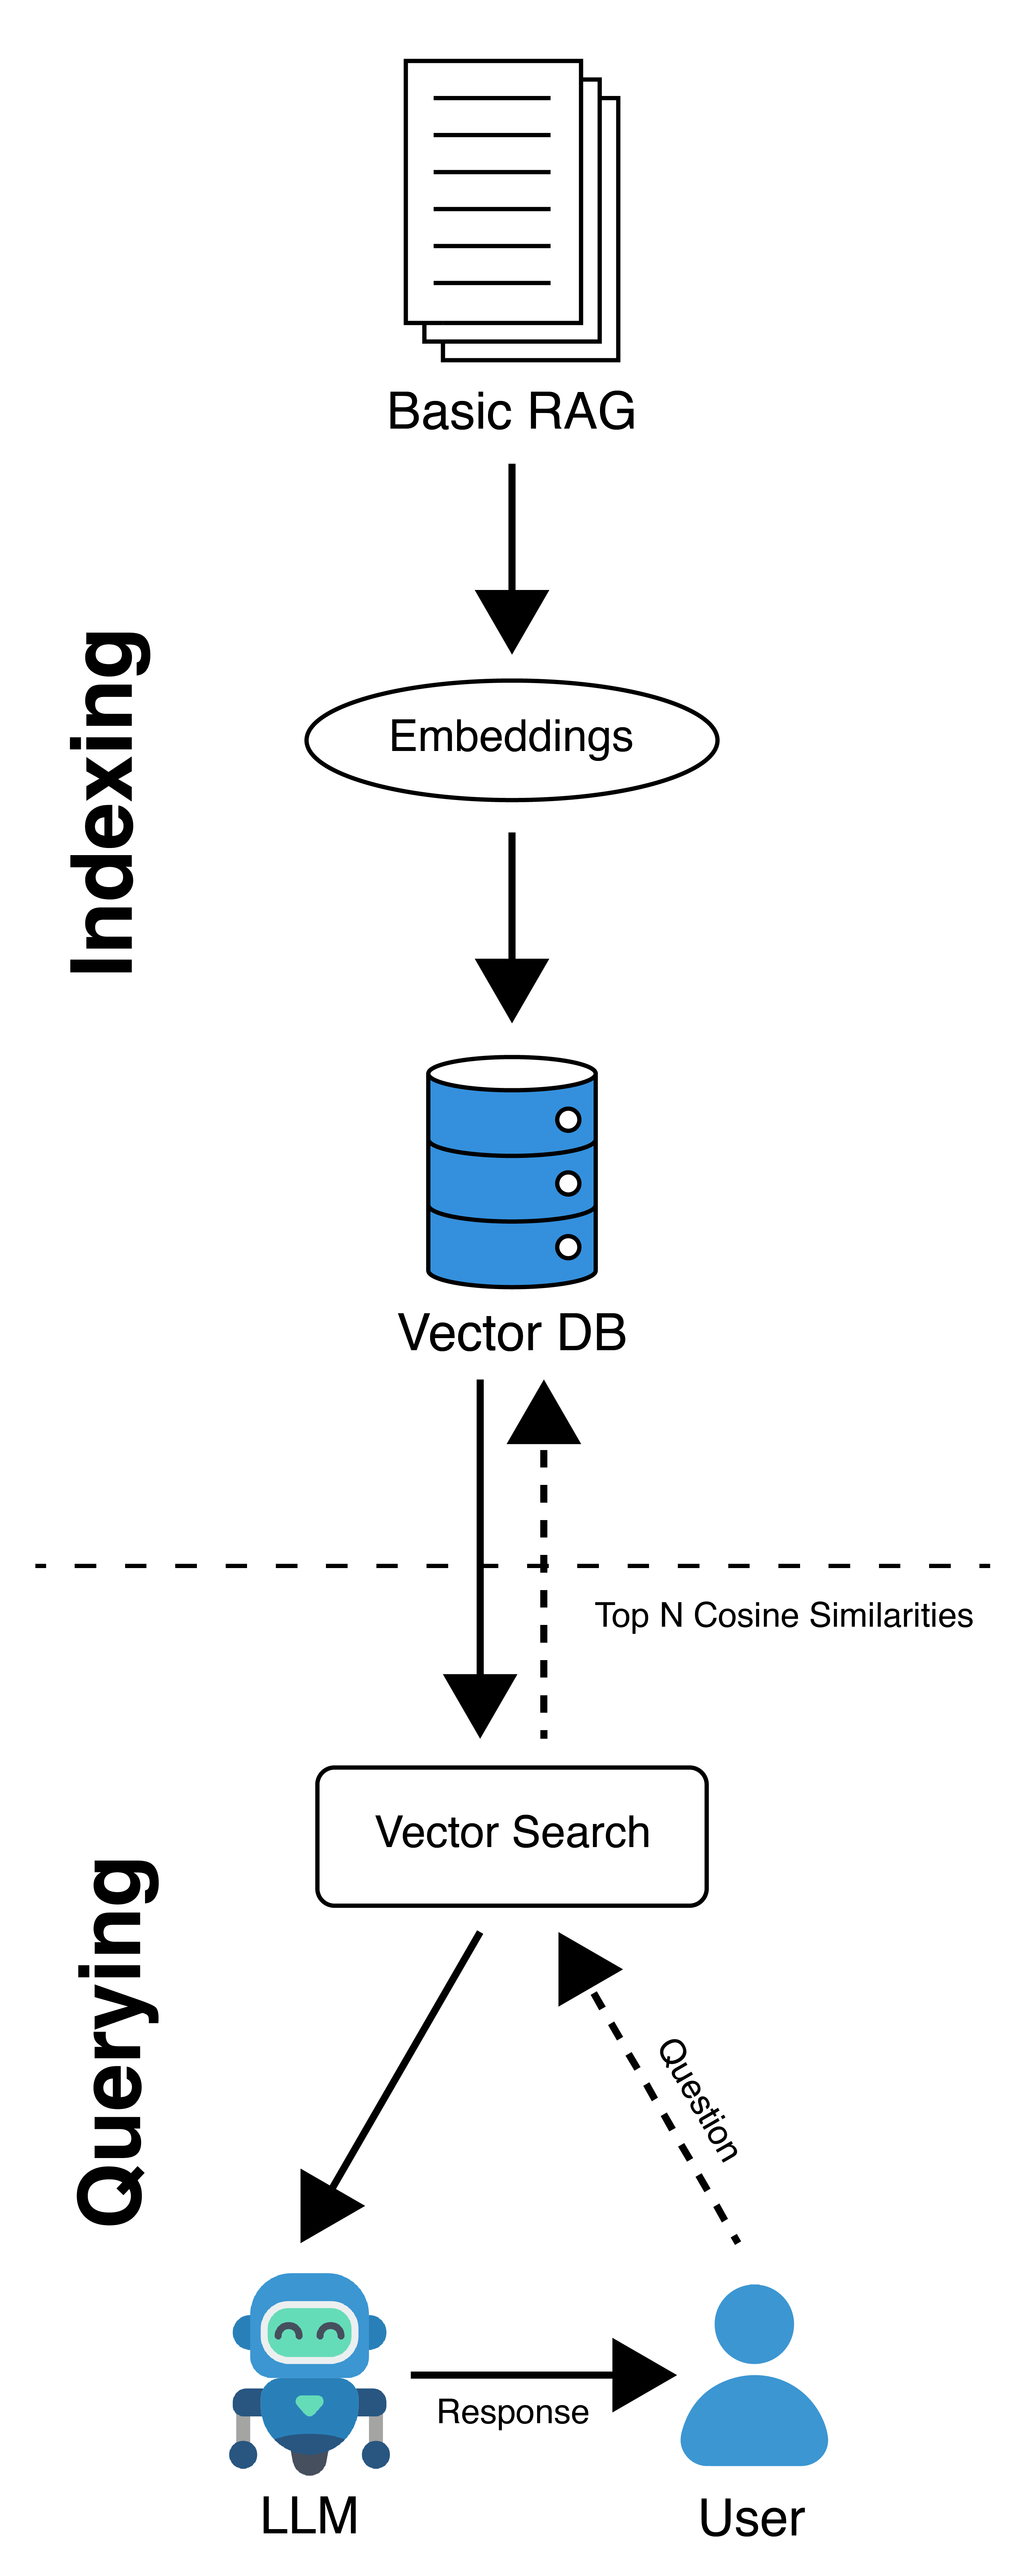 Basic RAG
Indexing
Embeddings
Vector DB
Top N Cosine Similarities
Vector Search
Querying
Question
Response
LLM
User